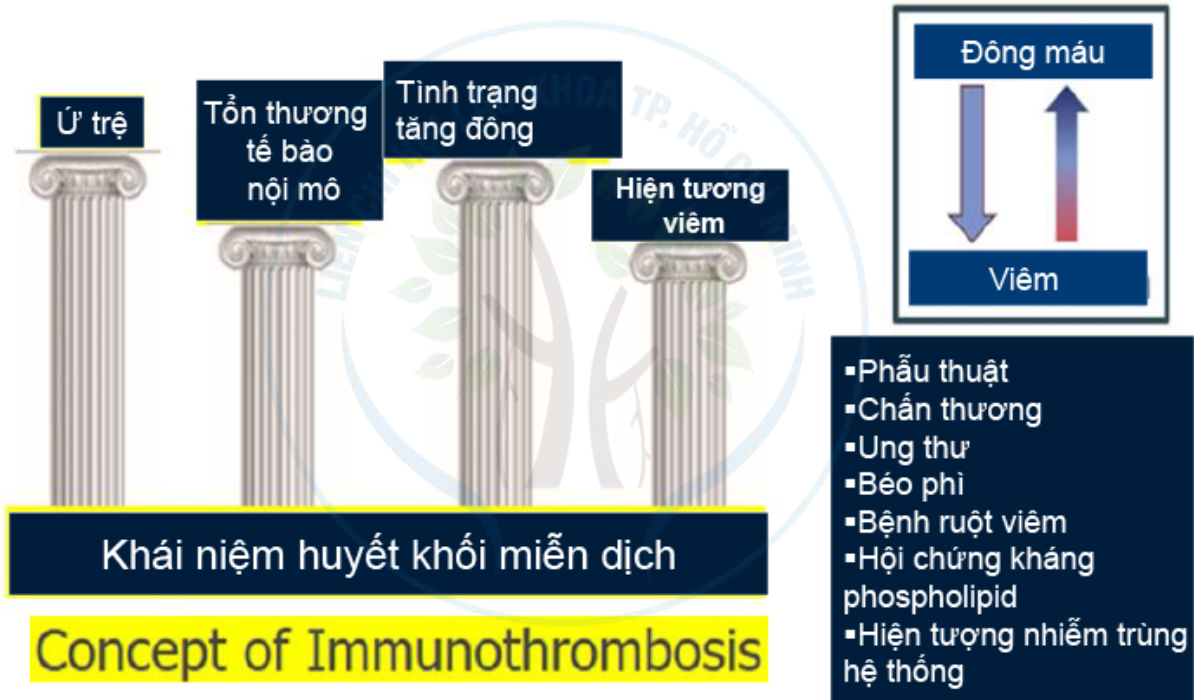 Ứ trệ
Tổn thương
tế bào
nội mô
Tình trạng
tăng đông
Hiện tương
viêm
Khái niệm huyết khối miễn dịch
Concept of Immunothrombosis
Đông máu
Viêm
▪Phẫu thuật
▪Chấn thương
▪Ung thư
▪Béo phì
▪Bệnh ruột viêm
▪Hội chứng kháng
phospholipid
▪Hiện tượng nhiễm trùng
hệ thống